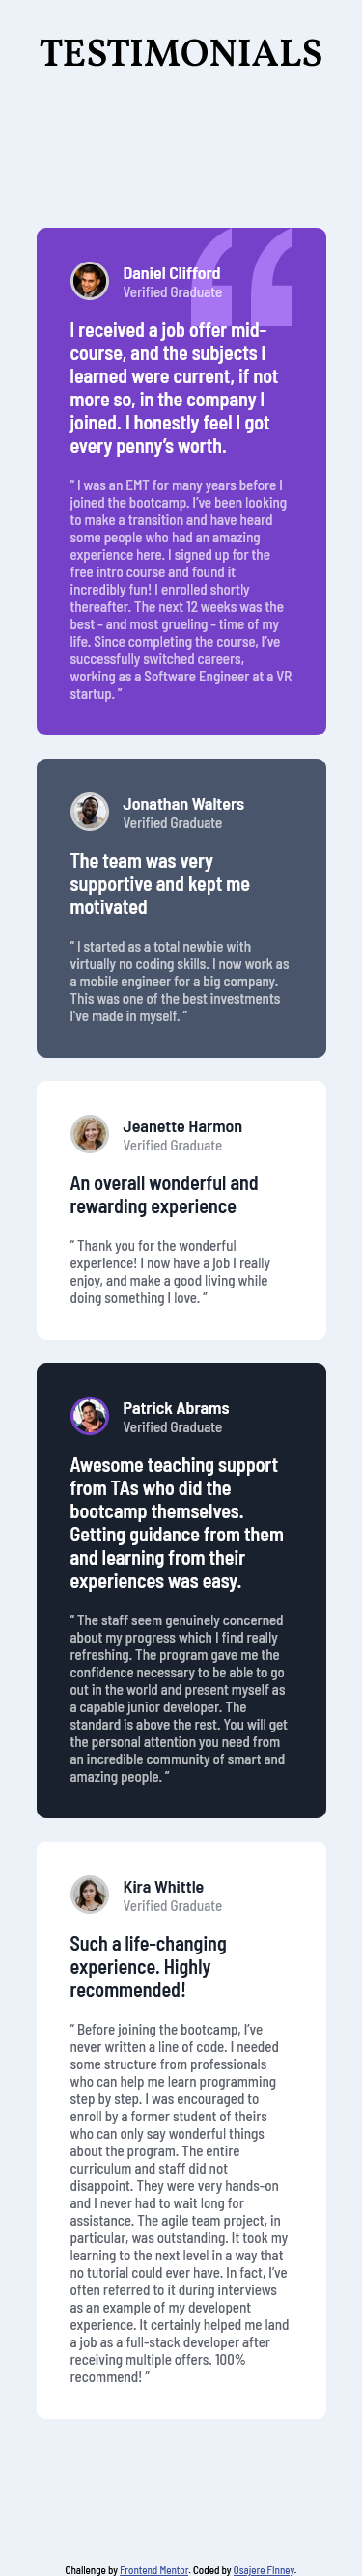 TESTIMONIALS
Daniel Clifford
Verified Graduate
I received a job offer mid-
course, and the subjects I
learned were current, if not
more so, in the company I
joined. I honestly feel I got
every penny’s worth.
“ I was an EMT for many years before I
joined the bootcamp. I’ve been looking
to make a transition and have heard
some people who had an amazing
experience here. I signed up for the
free intro course and found it
incredibly fun! I enrolled shortly
thereafter. The next 12 weeks was the
best - and most grueling - time of my
life. Since completing the course, I’ve
successfully switched careers,
working as a Software Engineer at a VR
startup. ”
Jonathan Walters
Verified Graduate
The team was very
supportive and kept me
motivated
“ I started as a total newbie with
virtually no coding skills. I now work as
a mobile engineer for a big company.
This was one of the best investments
I’ve made in myself. ”
Jeanette Harmon
Verified Graduate
An overall wonderful and
rewarding experience
“ Thank you for the wonderful
experience! I now have a job I really
enjoy, and make a good living while
doing something I love. ”
Patrick Abrams
Verified Graduate
Awesome teaching support
from TAs who did the
bootcamp themselves.
Getting guidance from them
and learning from their
experiences was easy.
“ The staff seem genuinely concerned
about my progress which I find really
refreshing. The program gave me the
confidence necessary to be able to go
out in the world and present myself as
a capable junior developer. The
standard is above the rest. You will get
the personal attention you need from
an incredible community of smart and
amazing people. ”
Kira Whittle
Verified Graduate
Such a life-changing
experience. Highly
recommended!
“ Before joining the bootcamp, I’ve
never written a line of code. I needed
some structure from professionals
who can help me learn programming
step by step. I was encouraged to
enroll by a former student of theirs
who can only say wonderful things
about the program. The entire
curriculum and staff did not
disappoint. They were very hands-on
and I never had to wait long for
assistance. The agile team project, in
particular, was outstanding. It took my
learning to the next level in a way that
no tutorial could ever have. In fact, I’ve
often referred to it during interviews
as an example of my developent
experience. It certainly helped me land
a job as a full-stack developer after
receiving multiple offers. 100%
recommend! ”
Challenge by Frontend Mentor. Coded by Osajere FInney.